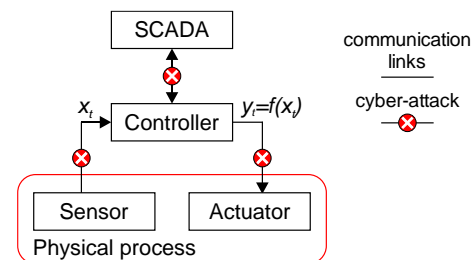 SCADA
communication
links
cyber-attack
xₜ
yₜ=f(xₜ)
Controller
Sensor
Actuator
Physical process